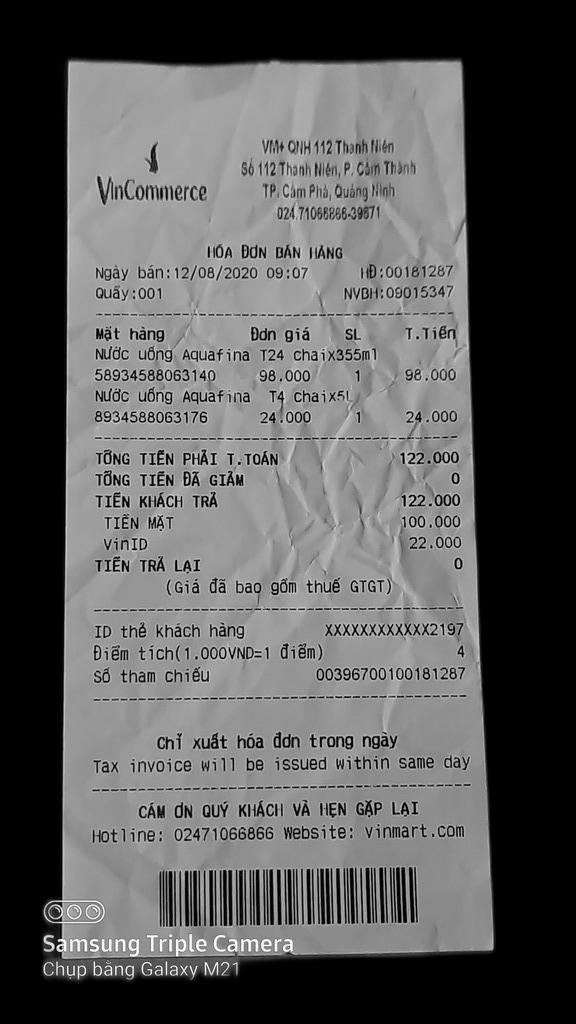 VinCommerce
VM+ QNH 112 Thanh Niên
Số 112 Thanh Niên, P. Cẩm Thành
TP. Cẩm Phả, Quảng Ninh
024.71066866-39671
HÓA ĐƠN BÁN HÀNG
Ngày bán:12/08/2020 09:07 HĐ:00181287
Quầy:001 NVBH:09015347
Mặt hàng Đơn giá SL T.Tiền
Nước uống Aquafina T24 chaix355ml
58934588063140 98.000 1 98.000
Nước uống Aquafina T4 chaix5L
8934588063176 24.000 1 24.000
TỔNG TIỀN PHẢI T.TOÁN 122.000
TỔNG TIỀN ĐÃ GIẢM 0
TIỀN KHÁCH TRẢ 122.000
TIỀN MẶT 100.000
VinID 22.000
TIỀN TRẢ LẠI 0
(Giá đã bao gồm thuế GTGT)
ID thẻ khách hàng XXXXXXXXXXXX2197
Điểm tích(1.000VND=1 điểm) 4
Số tham chiếu 00396700100181287
Chỉ xuất hóa đơn trong ngày
Tax invoice will be issued within same day
CẢM ƠN QUÝ KHÁCH VÀ HẸN GẶP LẠI
Hotline: 02471066866 Website: vinmart.com
Samsung Triple Camera
Chụp bằng Galaxy M21